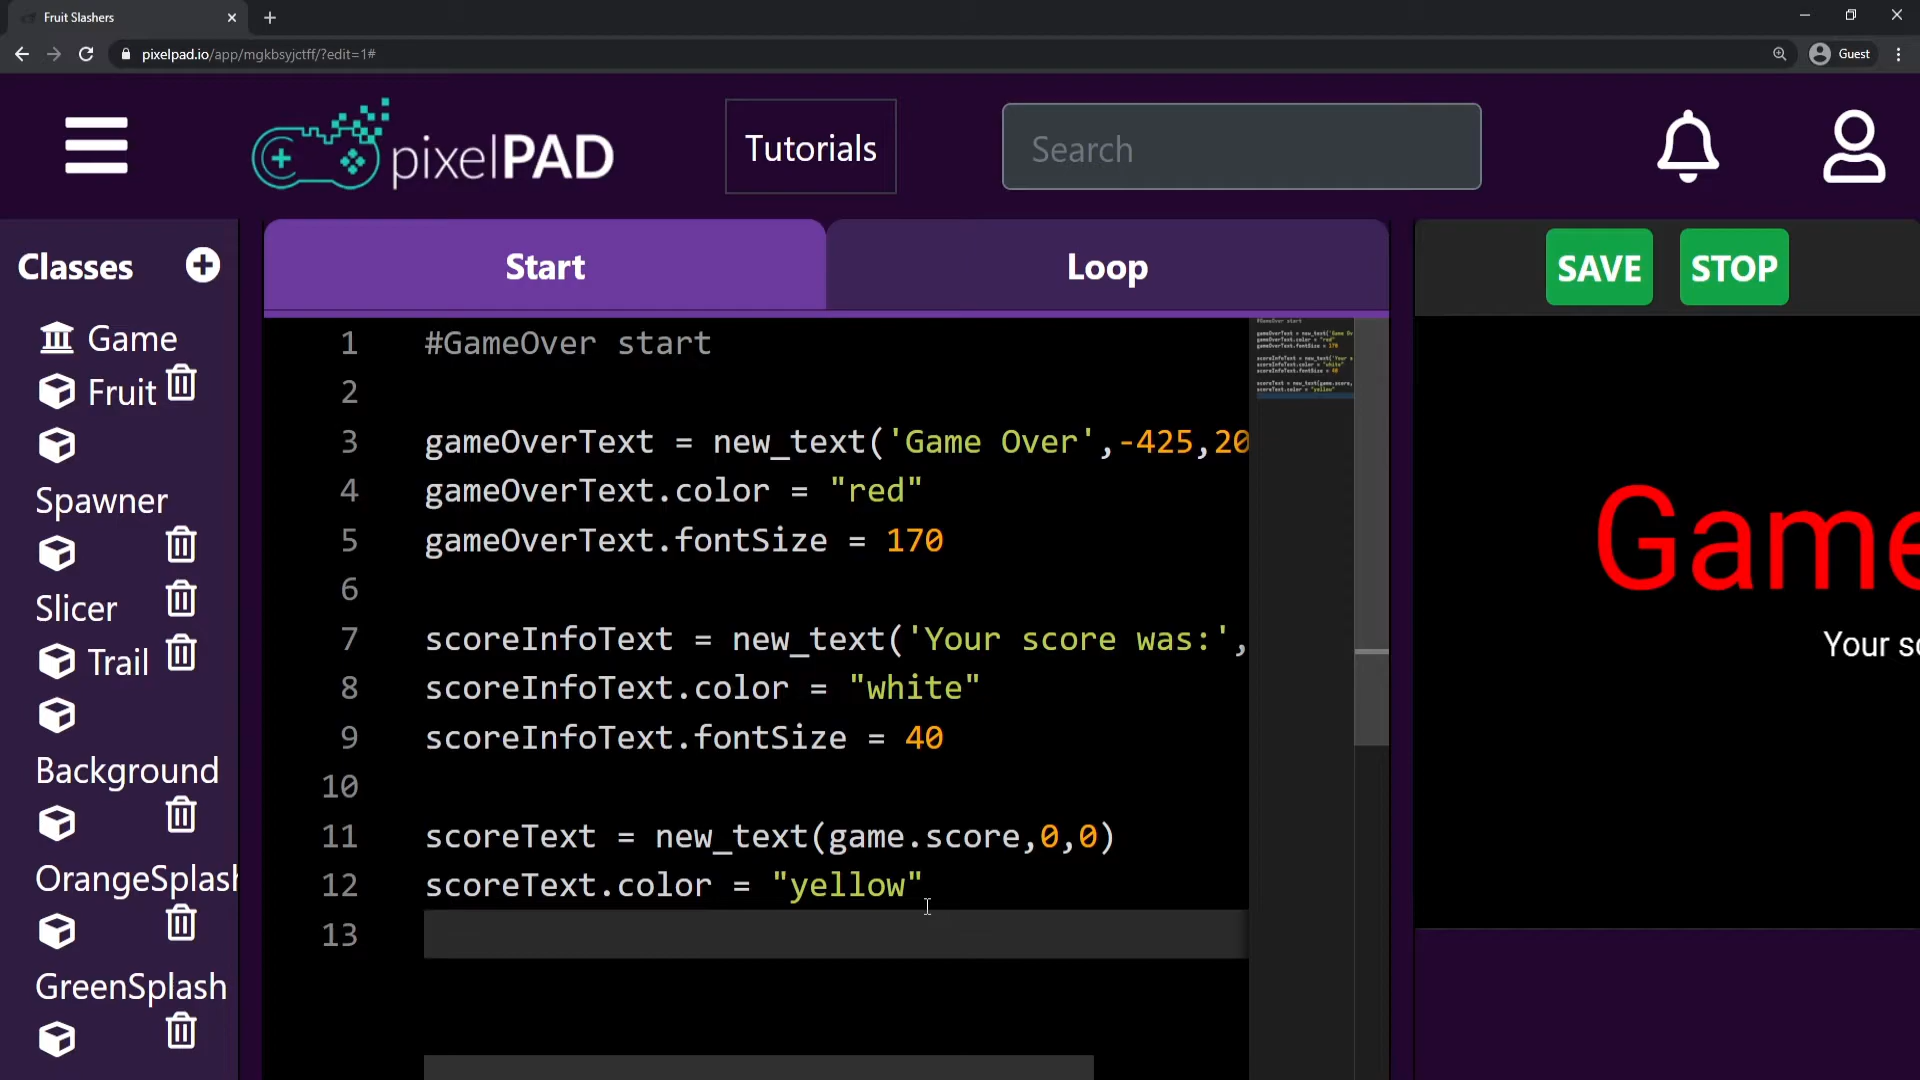 Fruit Slashers
pixelpad.io/app/mgkbsyjctff/?edit=1#
Guest
pixelPAD
Tutorials
Search
Classes
Game
Fruit
Spawner
Slicer
Trail
Background
OrangeSplash
GreenSplash
Start
Loop
1 #GameOver start
2
3 gameOverText = new_text('Game Over',-425,20
4 gameOverText.color = "red"
5 gameOverText.fontSize = 170
6
7 scoreInfoText = new_text('Your score was:',
8 scoreInfoText.color = "white"
9 scoreInfoText.fontSize = 40
10
11 scoreText = new_text(game.score,0,0)
12 scoreText.color = "yellow"
13
SAVE
STOP
Game
Your sc